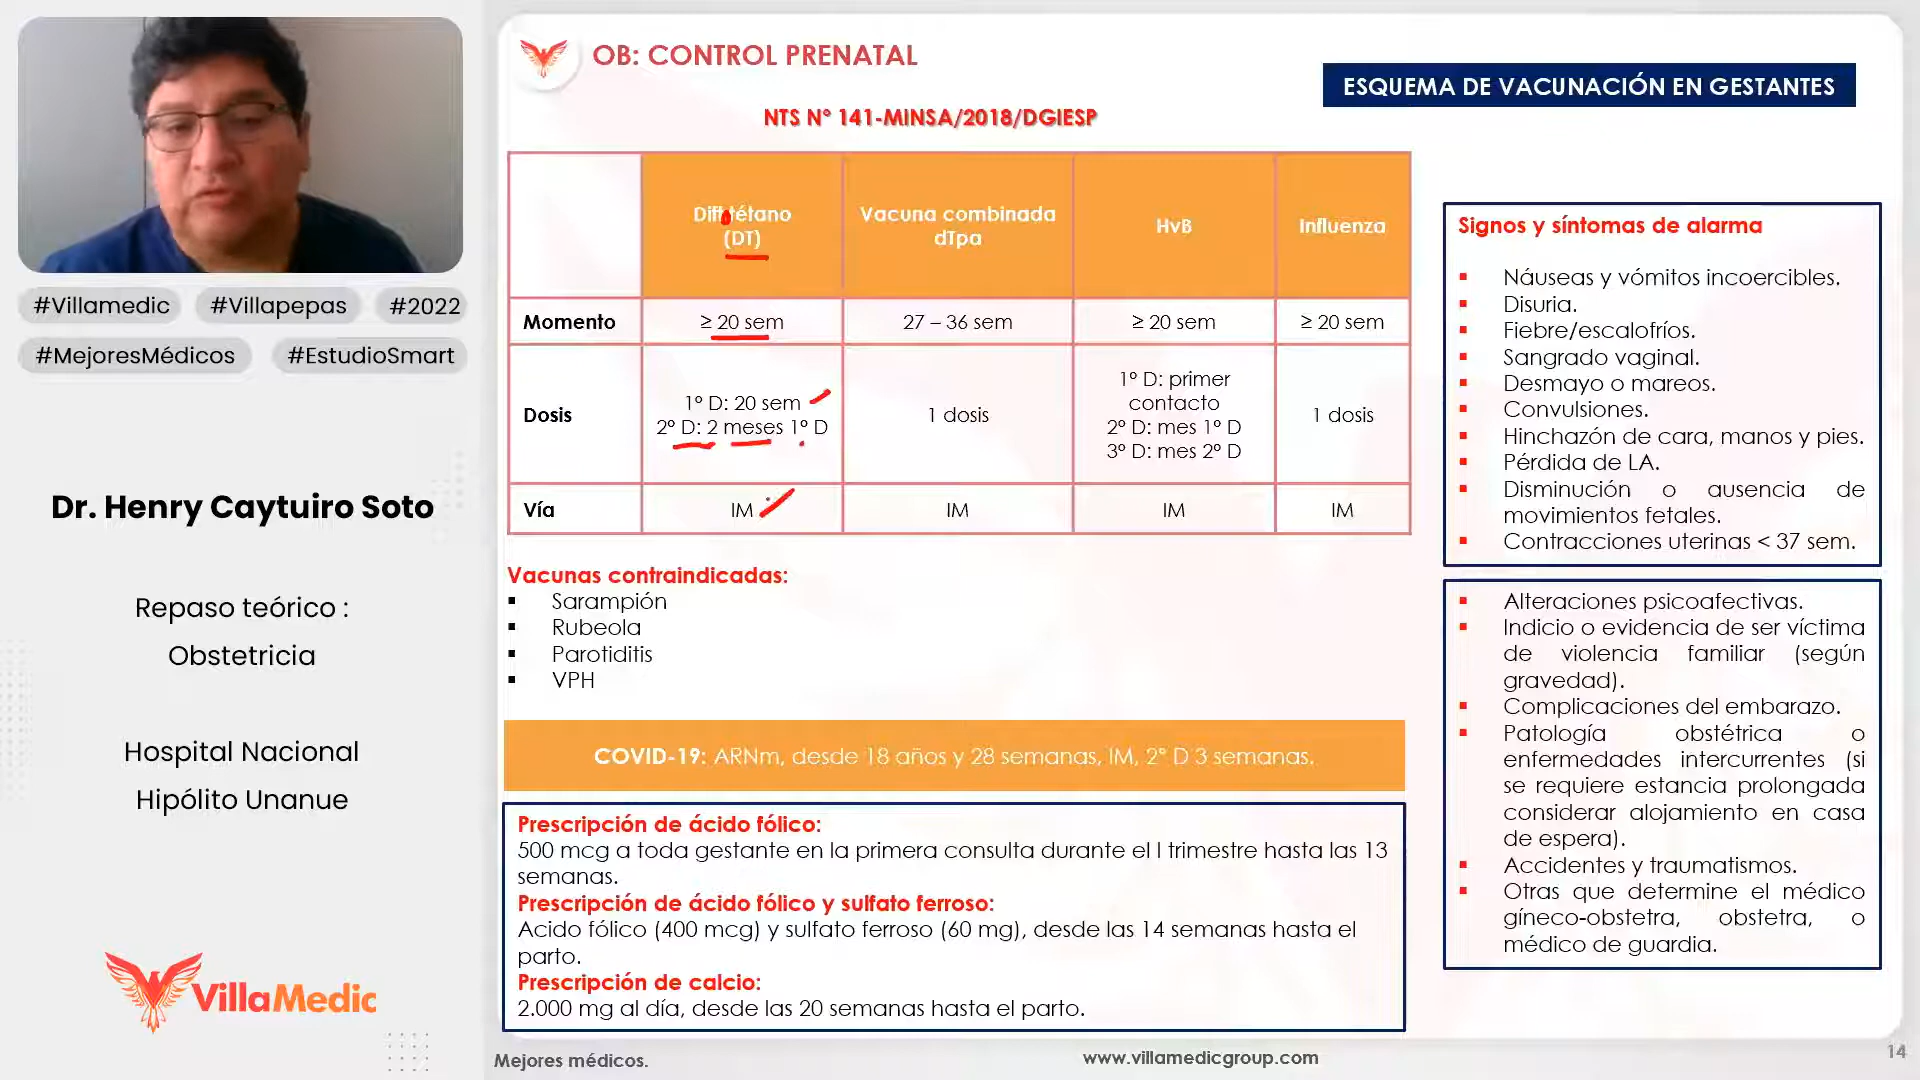 #Villamedic #Villapepas #2022
#MejoresMédicos #EstudioSmart
Dr. Henry Caytuiro Soto
Repaso teórico :
Obstetricia
Hospital Nacional
Hipólito Unanue
VillaMedic
OB: CONTROL PRENATAL
ESQUEMA DE VACUNACIÓN EN GESTANTES
NTS N° 141-MINSA/2018/DGIESP
(DT)
Vacuna combinada
dTpa
HvB
Influenza
Momento
≥ 20 sem
27 – 36 sem
≥ 20 sem
≥ 20 sem
Dosis
1° D: 20 sem
2° D: 2 meses 1° D
1 dosis
1° D: primer
contacto
2° D: mes 1° D
3° D: mes 2° D
1 dosis
Vía
IM
IM
IM
IM
Vacunas contraindicadas:
▪ Sarampión
▪ Rubeola
▪ Parotiditis
▪ VPH
COVID-19: ARNm, desde 18 años y 28 semanas, IM, 2° D 3 semanas.
Prescripción de ácido fólico:
500 mcg a toda gestante en la primera consulta durante el I trimestre hasta las 13
semanas.
Prescripción de ácido fólico y sulfato ferroso:
Acido fólico (400 mcg) y sulfato ferroso (60 mg), desde las 14 semanas hasta el
parto.
Prescripción de calcio:
2.000 mg al día, desde las 20 semanas hasta el parto.
Signos y síntomas de alarma
▪ Náuseas y vómitos incoercibles.
▪ Disuria.
▪ Fiebre/escalofríos.
▪ Sangrado vaginal.
▪ Desmayo o mareos.
▪ Convulsiones.
▪ Hinchazón de cara, manos y pies.
▪ Pérdida de LA.
▪ Disminución o ausencia de
movimientos fetales.
▪ Contracciones uterinas < 37 sem.
▪ Alteraciones psicoafectivas.
▪ Indicio o evidencia de ser víctima
de violencia familiar (según
gravedad).
▪ Complicaciones del embarazo.
▪ Patología obstétrica o
enfermedades intercurrentes (si
se requiere estancia prolongada
considerar alojamiento en casa
de espera).
▪ Accidentes y traumatismos.
▪ Otras que determine el médico
gíneco-obstetra, obstetra, o
médico de guardia.
Mejores médicos.
www.villamedicgroup.com
14